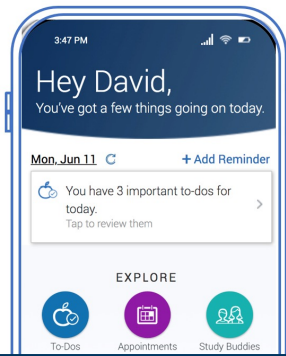 3:47 PM
Hey David,
You've got a few things going on today.
Mon, Jun 11
+ Add Reminder
You have 3 important to-dos for
today.
Tap to review them
EXPLORE
To-Dos
Appointments
Study Buddies